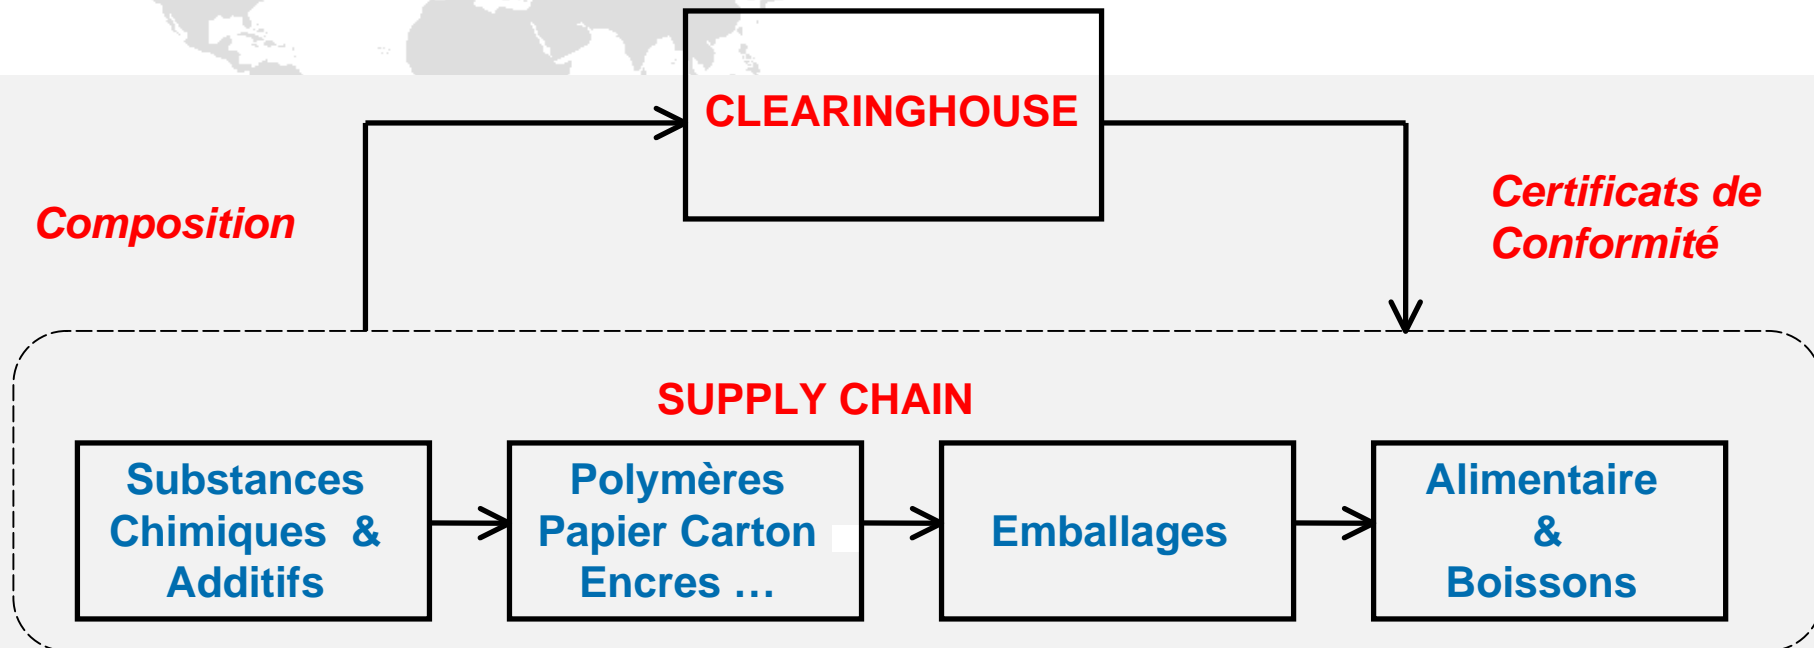 CLEARINGHOUSE
Composition
Certificats de
Conformité
SUPPLY CHAIN
Substances
Chimiques &
Additifs
Polymères
Papier Carton
Encres ...
Emballages
Alimentaire
&
Boissons